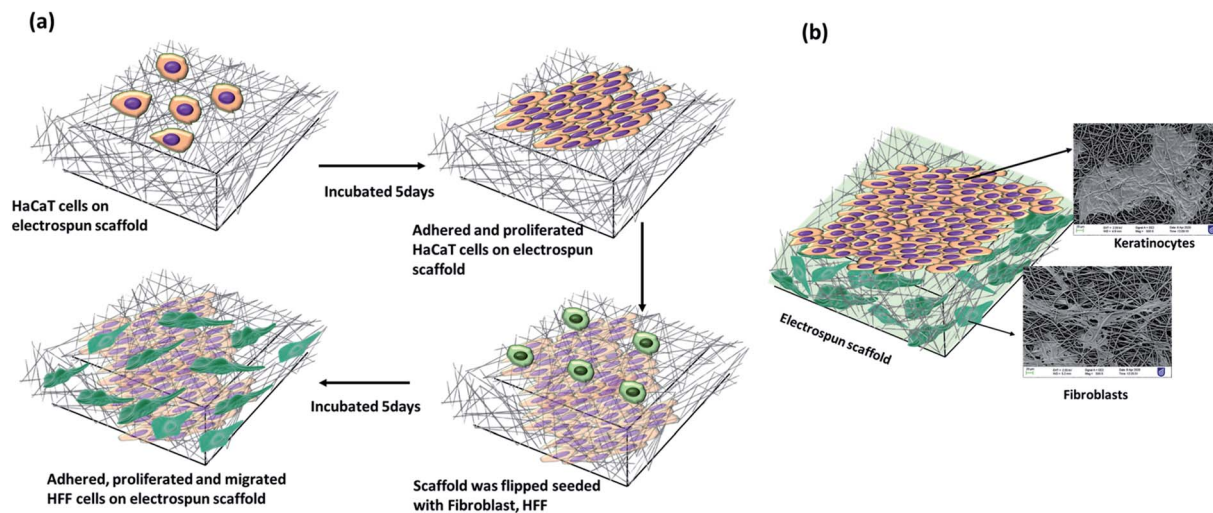 (a)
HaCaT cells on
electrospun scaffold
Incubated 5days
Adhered and proliferated
HaCaT cells on electrospun
scaffold
Scaffold was flipped seeded
with Fibroblast, HFF
Incubated 5days
Adhered, proliferated and migrated
HFF cells on electrospun scaffold
(b)
Keratinocytes
Electrospun scaffold
Fibroblasts